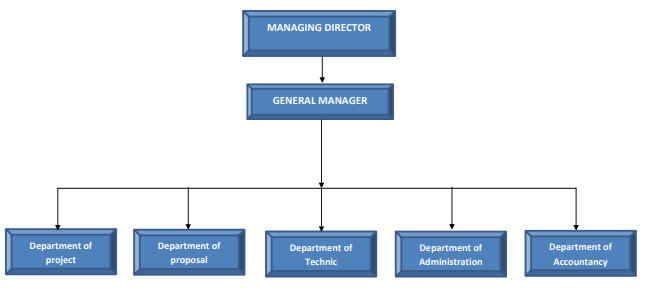 MANAGING DIRECTOR
GENERAL MANAGER
Department of
project
Department of
proposal
Department of
Technic
Department of
Administration
Department of
Accountancy